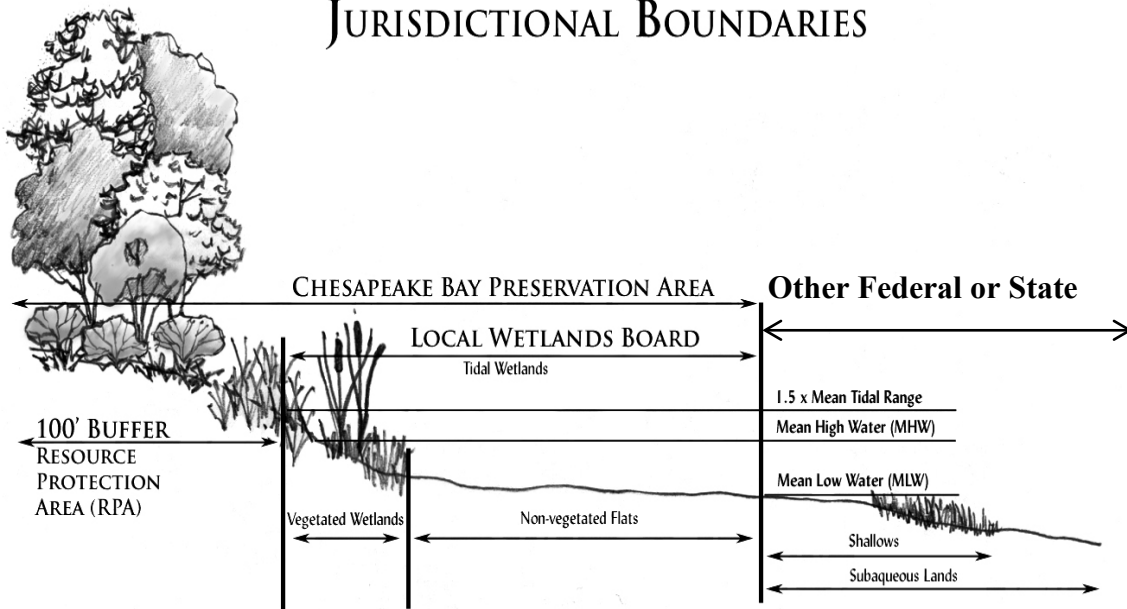 JURISDICTIONAL BOUNDARIES
CHESAPEAKE BAY PRESERVATION AREA
Other Federal or State
LOCAL WETLANDS BOARD
Tidal Wetlands
1.5 x Mean Tidal Range
Mean High Water (MHW)
100' BUFFER
RESOURCE
PROTECTION
AREA (RPA)
Mean Low Water (MLW)
Vegetated Wetlands
Non-vegetated Flats
Shallows
Subaqueous Lands